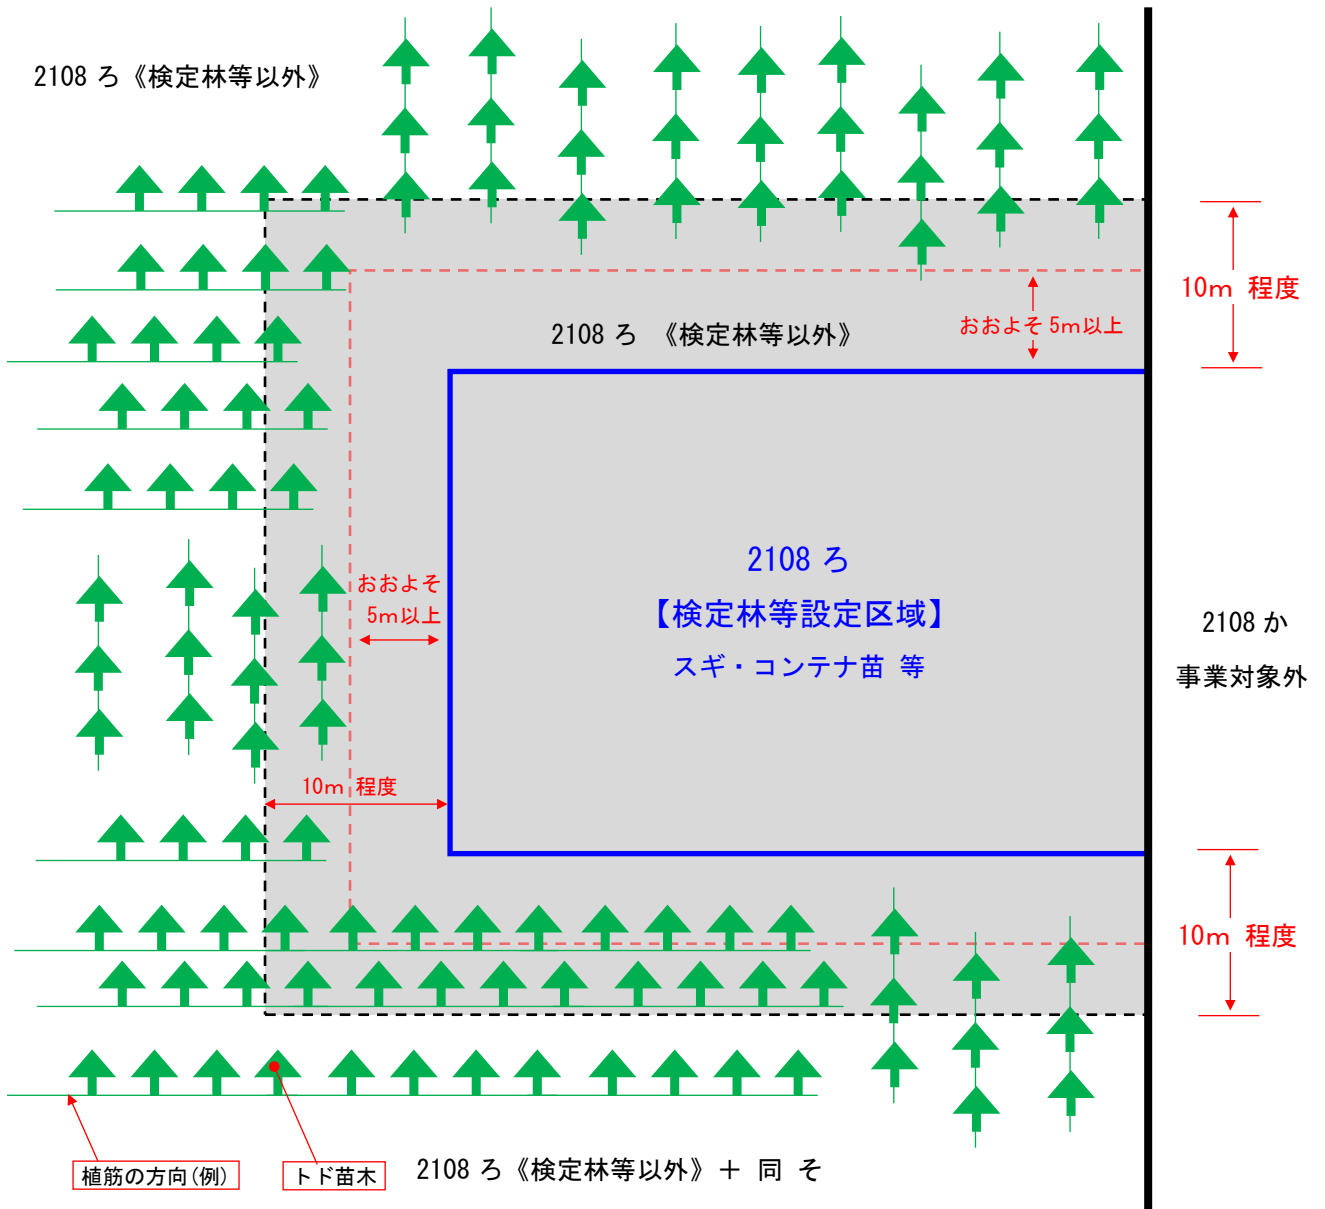 2108 ろ《検定林等以外》
10m 程度
2108 ろ 《検定林等以外》
おおよそ 5m以上
2108 ろ
【検定林等設定区域】
スギ・コンテナ苗 等
おおよそ
5m以上
2108 か
事業対象外
10m 程度
10m 程度
植筋の方向(例)
トド苗木
2108 ろ《検定林等以外》＋ 同 そ